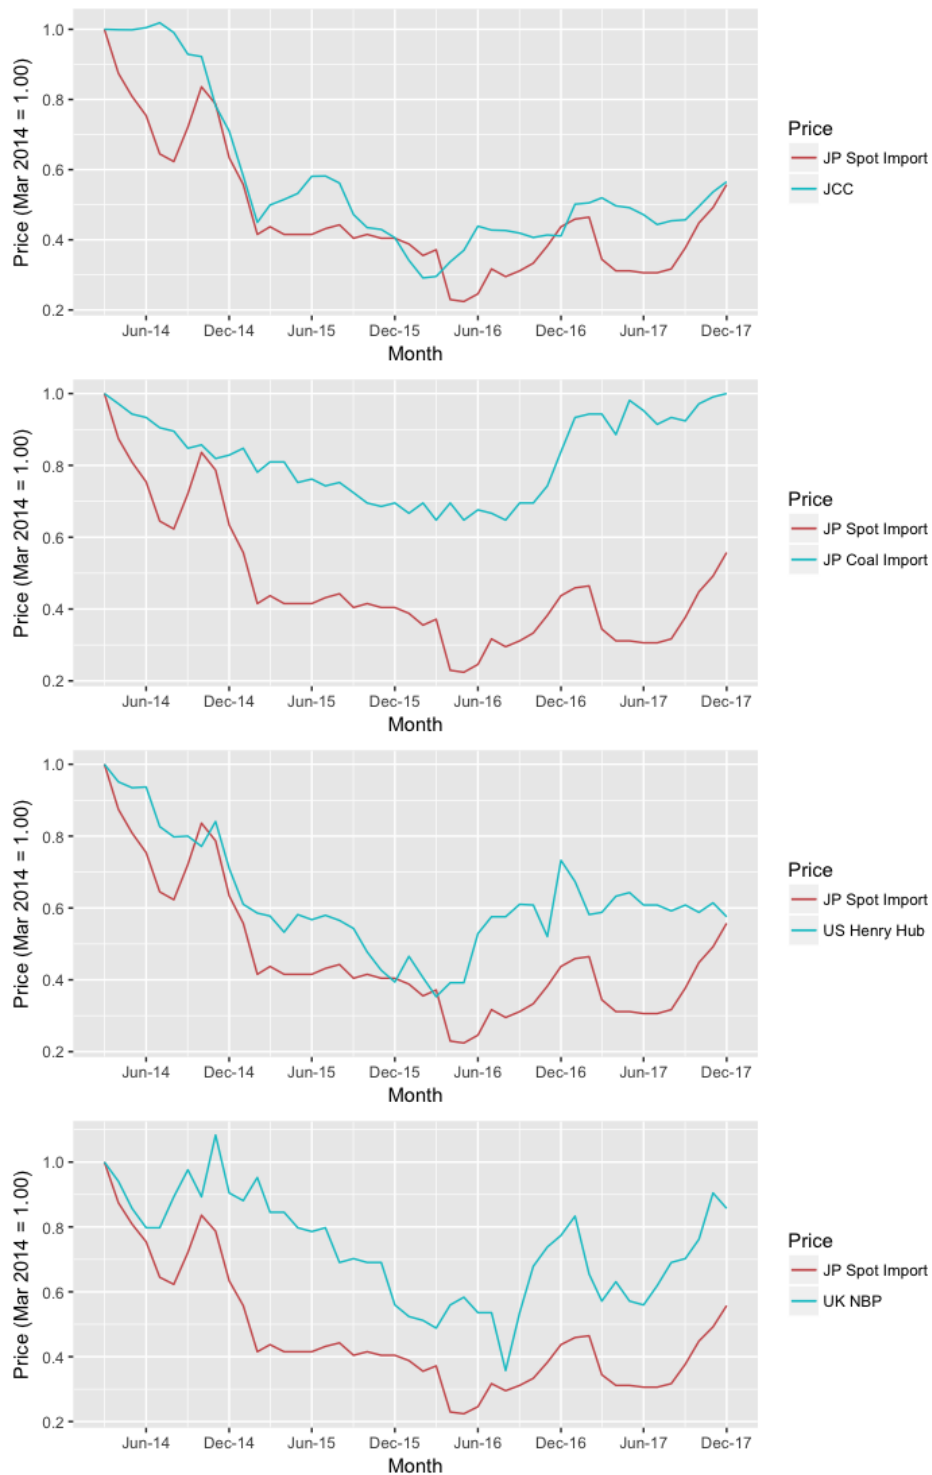 Price (Mar 2014 = 1.00)
1.0
0.8
0.6
0.4
0.2
Jun-14 Dec-14 Jun-15 Dec-15 Jun-16 Dec-16 Jun-17 Dec-17
Month
Price
JP Spot Import
JCC
Price (Mar 2014 = 1.00)
1.0
0.8
0.6
0.4
0.2
Jun-14 Dec-14 Jun-15 Dec-15 Jun-16 Dec-16 Jun-17 Dec-17
Month
Price
JP Spot Import
JP Coal Import
Price (Mar 2014 = 1.00)
1.0
0.8
0.6
0.4
0.2
Jun-14 Dec-14 Jun-15 Dec-15 Jun-16 Dec-16 Jun-17 Dec-17
Month
Price
JP Spot Import
US Henry Hub
Price (Mar 2014 = 1.00)
1.0
0.8
0.6
0.4
0.2
Jun-14 Dec-14 Jun-15 Dec-15 Jun-16 Dec-16 Jun-17 Dec-17
Month
Price
JP Spot Import
UK NBP